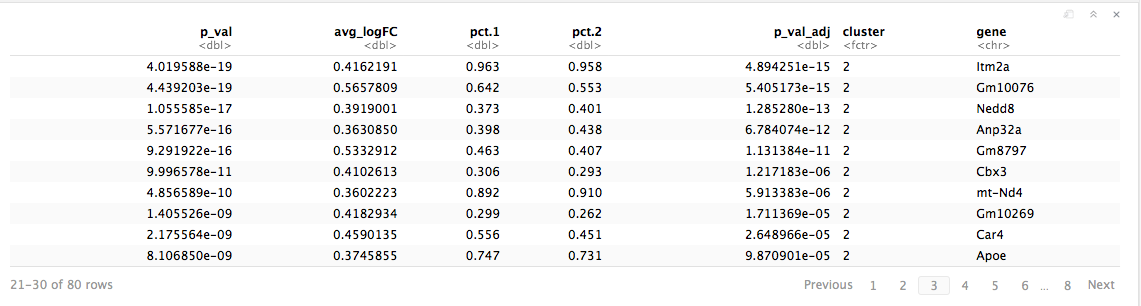 p_val avg_logFC pct.1 pct.2 p_val_adj cluster gene
<dbl> <dbl> <dbl> <dbl> <dbl> <fctr> <chr>
4.019588e-19 0.4162191 0.963 0.958 4.894251e-15 2 Itm2a
4.439203e-19 0.5657809 0.642 0.553 5.405173e-15 2 Gm10076
1.055585e-17 0.3919001 0.373 0.401 1.285280e-13 2 Nedd8
5.571677e-16 0.3630850 0.398 0.438 6.784074e-12 2 Anp32a
9.291922e-16 0.5332912 0.463 0.407 1.131384e-11 2 Gm8797
9.996578e-11 0.4102613 0.306 0.293 1.217183e-06 2 Cbx3
4.856589e-10 0.3602223 0.892 0.910 5.913383e-06 2 mt-Nd4
1.405526e-09 0.4182934 0.299 0.262 1.711369e-05 2 Gm10269
2.175564e-09 0.4590135 0.556 0.451 2.648966e-05 2 Car4
8.106850e-09 0.3745855 0.747 0.731 9.870901e-05 2 Apoe
21-30 of 80 rows Previous 1 2 3 4 5 6 ... 8 Next